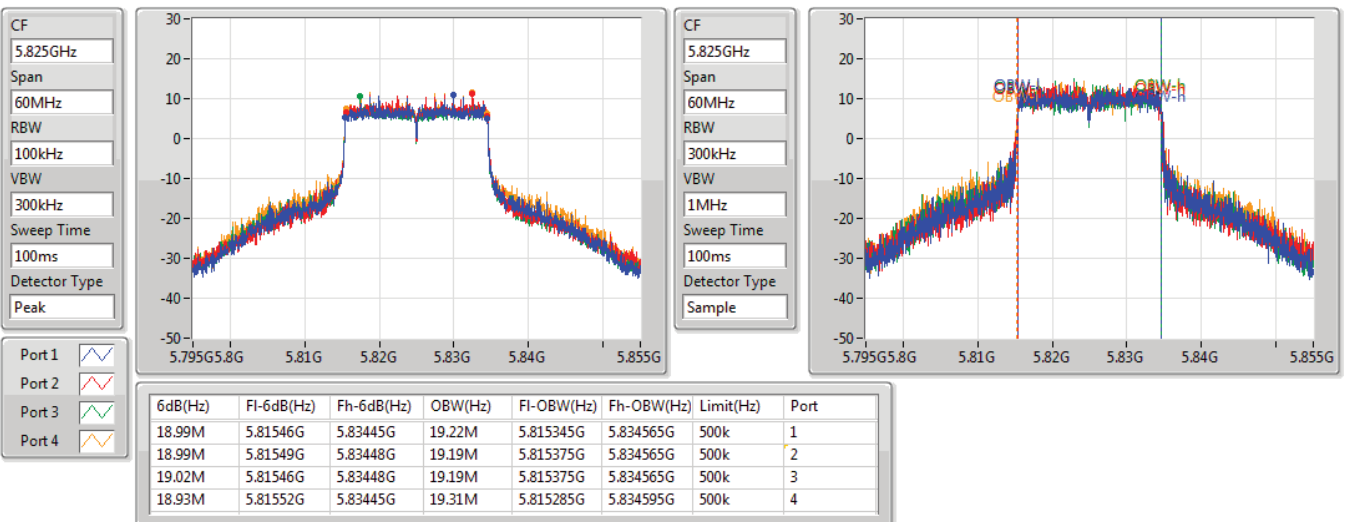 CF
5.825GHz
Span
60MHz
RBW
100kHz
VBW
300kHz
Sweep Time
100ms
Detector Type
Peak
30
20
10
0
-10
-20
-30
-40
-50
5.795G 5.8G 5.81G 5.82G 5.83G 5.84G 5.855G
CF
5.825GHz
Span
60MHz
RBW
300kHz
VBW
1MHz
Sweep Time
100ms
Detector Type
Sample
30
20
10
0
-10
-20
-30
-40
-50
OBW-h
OBW-h
5.795G 5.8G 5.81G 5.82G 5.83G 5.84G 5.855G
Port 1
Port 2
Port 3
Port 4
6dB(Hz) Fl-6dB(Hz) Fh-6dB(Hz) OBW(Hz) Fl-OBW(Hz) Fh-OBW(Hz) Limit(Hz) Port
18.99M 5.81546G 5.83445G 19.22M 5.815345G 5.834565G 500k 1
18.99M 5.81549G 5.83448G 19.19M 5.815375G 5.834565G 500k 2
19.02M 5.81546G 5.83448G 19.19M 5.815375G 5.834565G 500k 3
18.93M 5.81552G 5.83445G 19.31M 5.815285G 5.834595G 500k 4